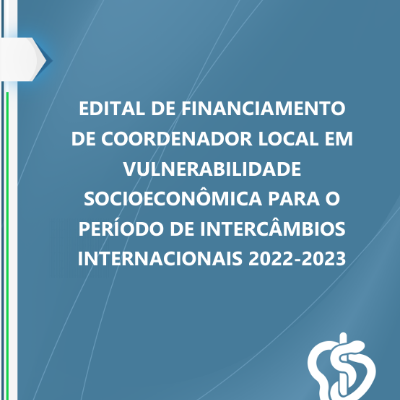 EDITAL DE FINANCIAMENTO
DE COORDENADOR LOCAL EM
VULNERABILIDADE
SOCIOECONÔMICA PARA O
PERÍODO DE INTERCÂMBIOS
INTERNACIONAIS 2022-2023